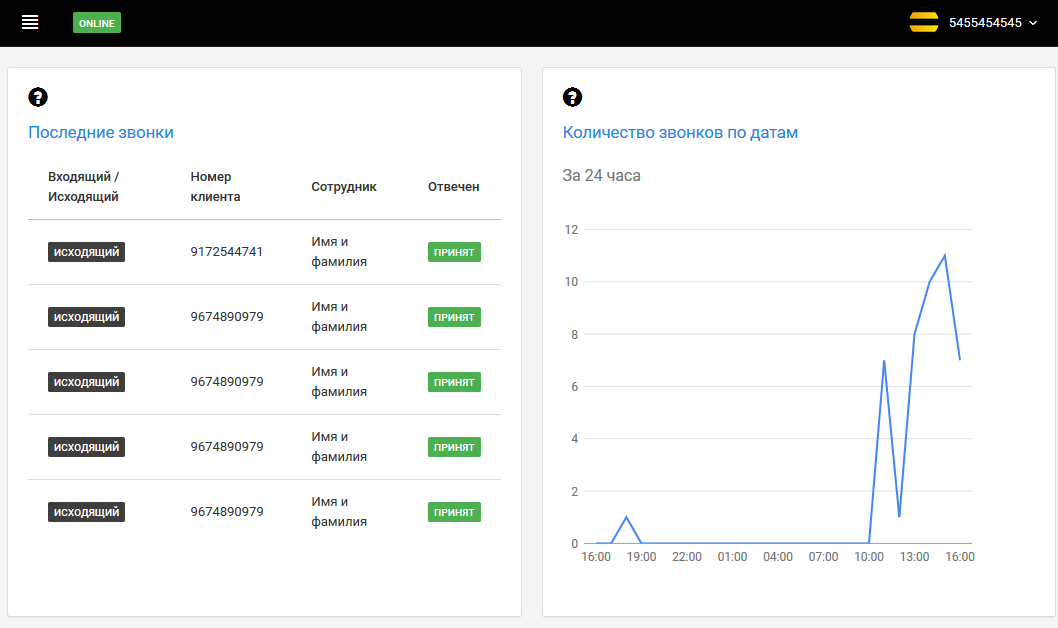 ONLINE
5455454545
?
Последние звонки
Входящий / Исходящий
Номер клиента
Сотрудник
Отвечен
ИСХОДЯЩИЙ
9172544741
Имя и фамилия
ПРИНЯТ
ИСХОДЯЩИЙ
9674890979
Имя и фамилия
ПРИНЯТ
ИСХОДЯЩИЙ
9674890979
Имя и фамилия
ПРИНЯТ
ИСХОДЯЩИЙ
9674890979
Имя и фамилия
ПРИНЯТ
ИСХОДЯЩИЙ
9674890979
Имя и фамилия
ПРИНЯТ
?
Количество звонков по датам
За 24 часа
12
10
8
6
4
2
0
16:00 19:00 22:00 01:00 04:00 07:00 10:00 13:00 16:00